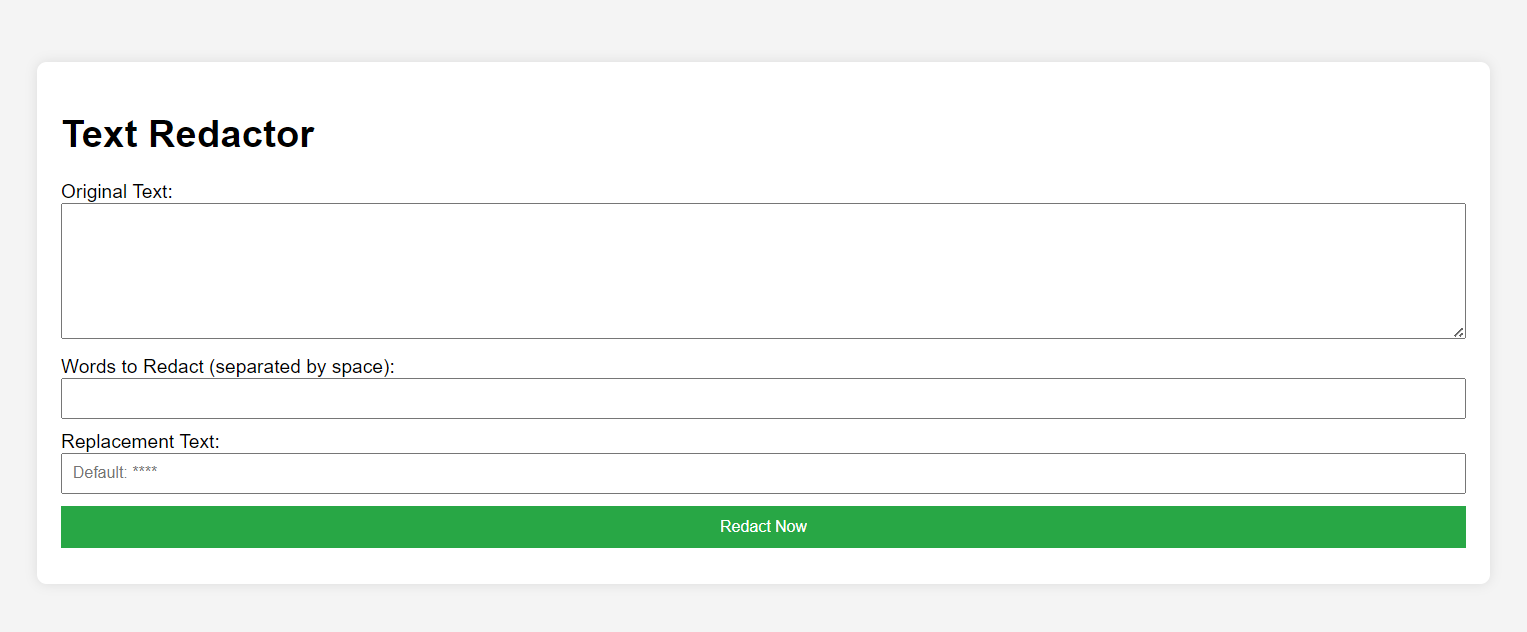 Text Redactor
Original Text:
Words to Redact (separated by space):
Replacement Text:
Default: ****
Redact Now